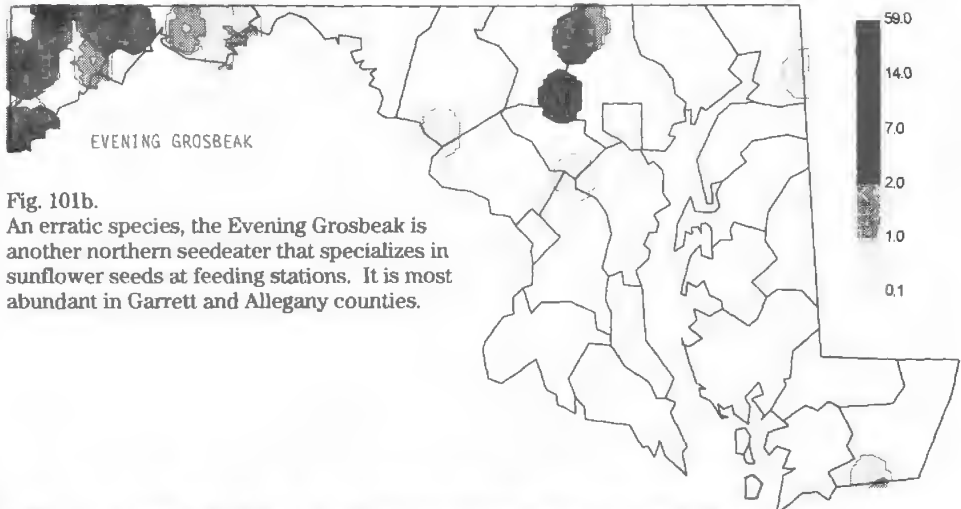 59.0
14.0
7.0
2.0
1.0
0.1
EVENING GROSBEAK
Fig. 101b.
An erratic species, the Evening Grosbeak is
another northern seedeater that specializes in
sunflower seeds at feeding stations. It is most
abundant in Garrett and Allegany counties.